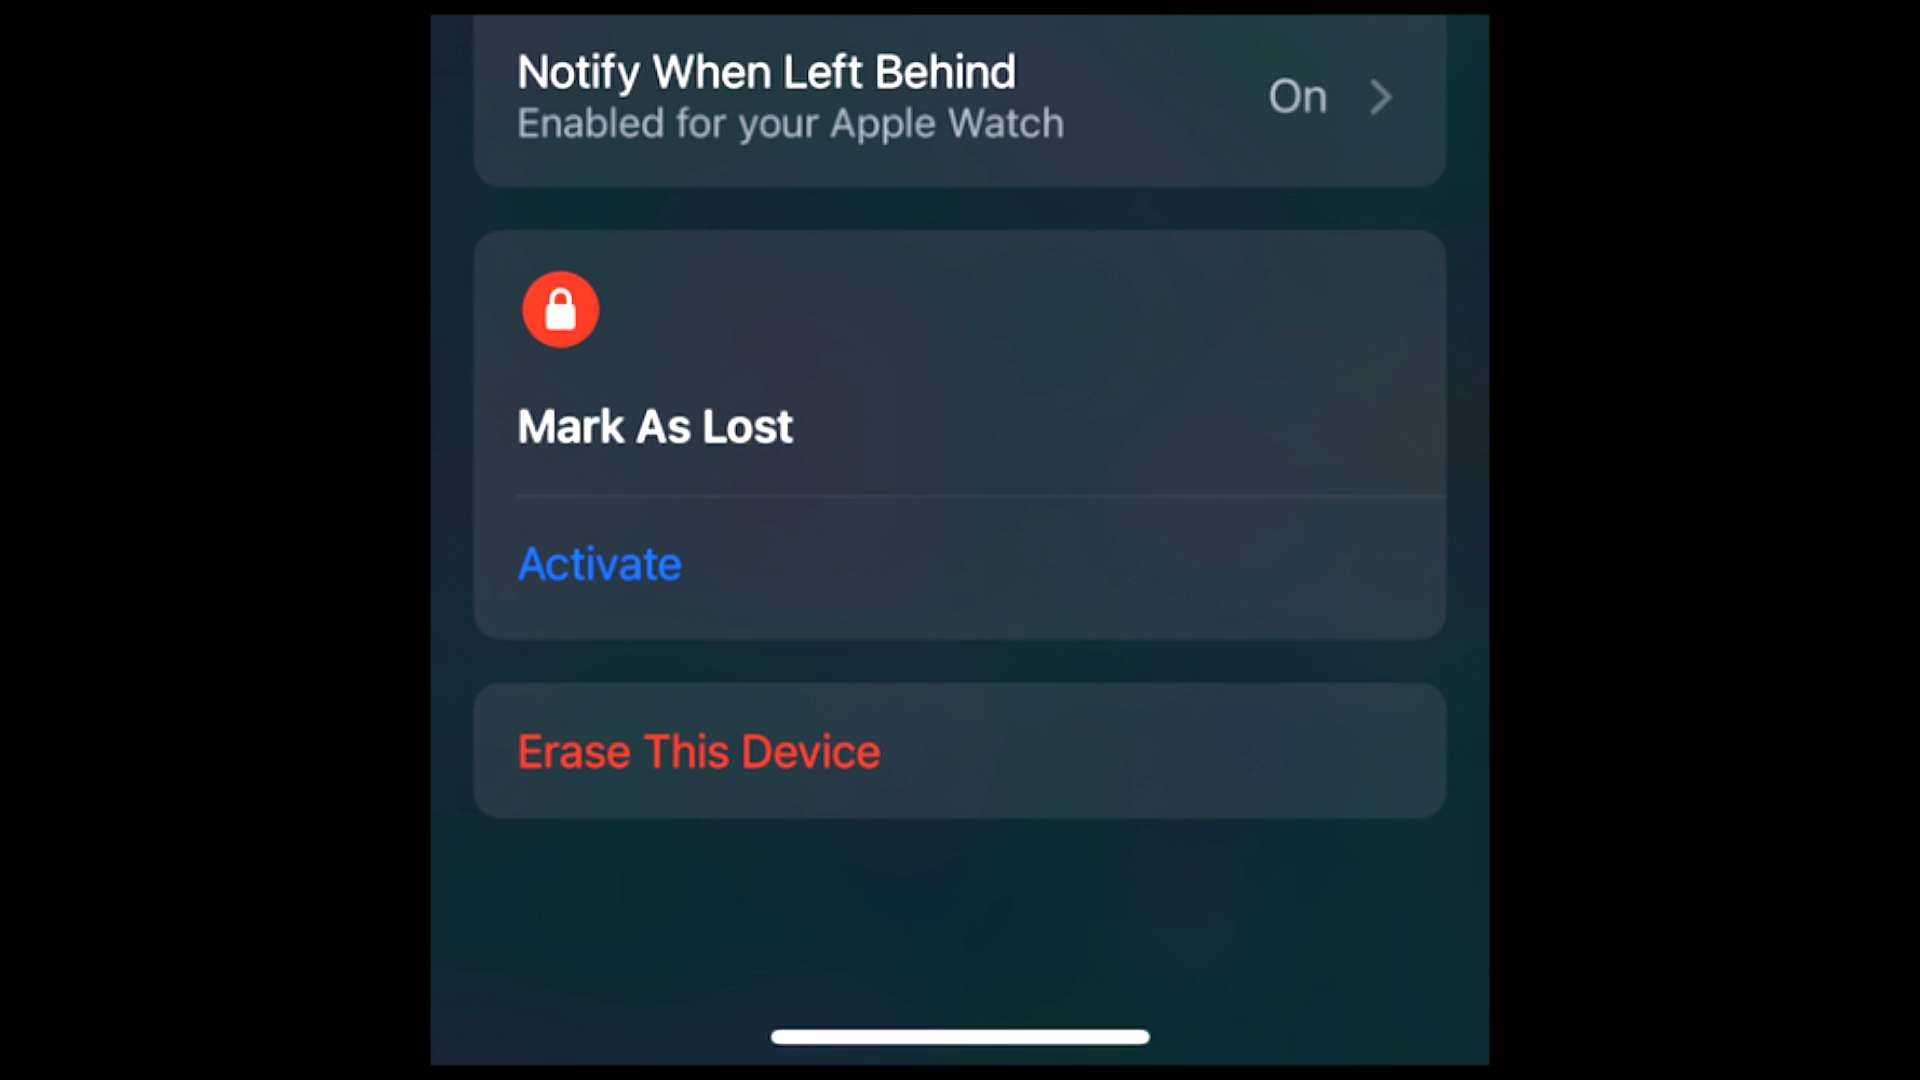 Notify When Left Behind
On
Enabled for your Apple Watch
Mark As Lost
Activate
Erase This Device